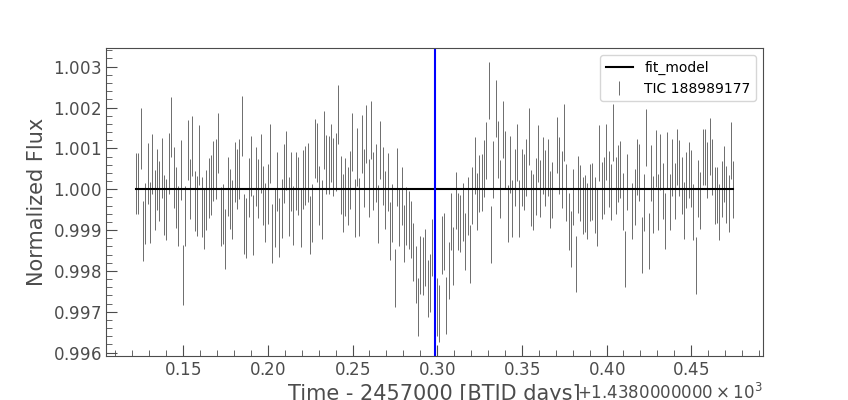 1.003
1.002
1.001
1.000
0.999
0.998
0.997
0.996
Normalized Flux
fit_model
TIC 188989177
0.15 0.20 0.25 0.30 0.35 0.40 0.45
Time - 2457000 [BTJD days]
+1.4380000000 × 10³